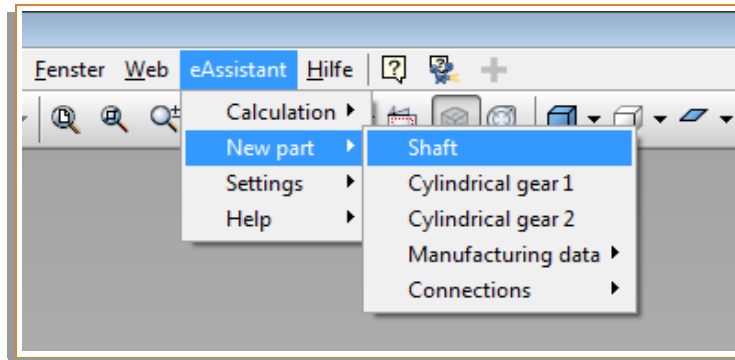 Fenster Web eAssistant Hilfe
Calculation
New part
Settings
Help
Shaft
Cylindrical gear 1
Cylindrical gear 2
Manufacturing data
Connections